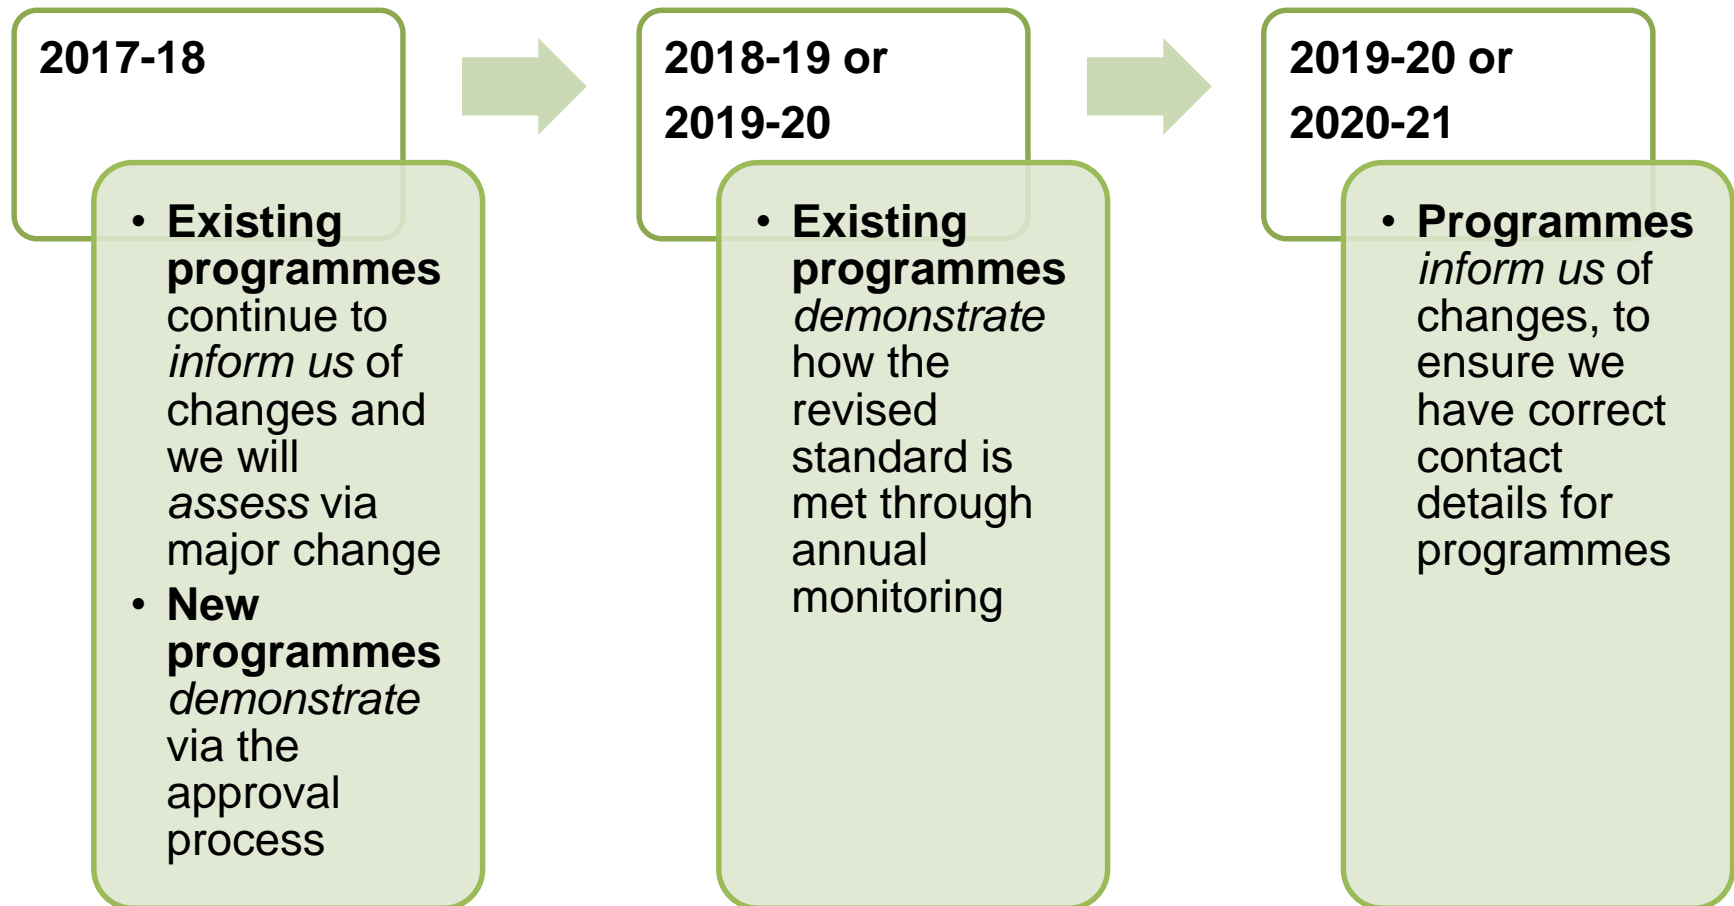 2017-18
• Existing
programmes
continue to
inform us of
changes and
we will
assess via
major change
• New
programmes
demonstrate
via the
approval
process
2018-19 or
2019-20
• Existing
programmes
demonstrate
how the
revised
standard is
met through
annual
monitoring
2019-20 or
2020-21
• Programmes
inform us of
changes, to
ensure we
have correct
contact
details for
programmes